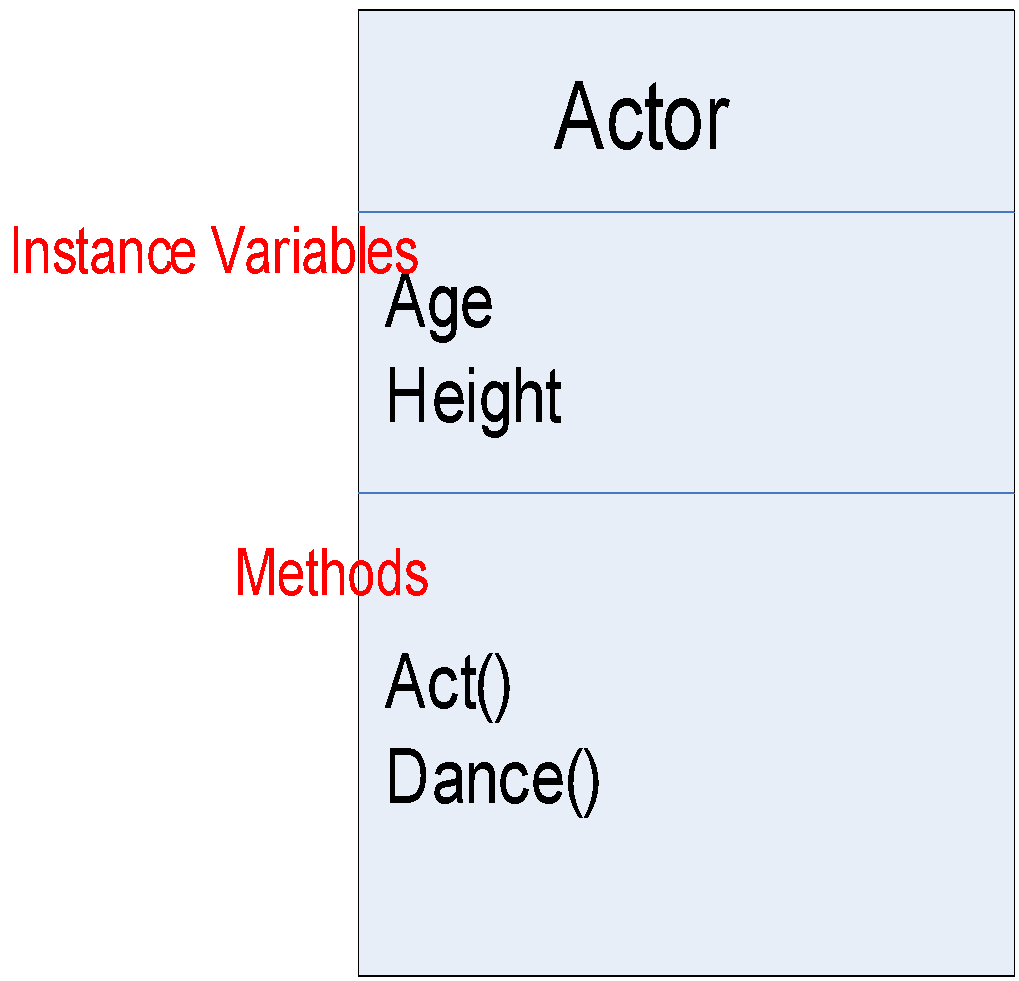 Actor
Instance Variables
Age
Height
Methods
Act()
Dance()